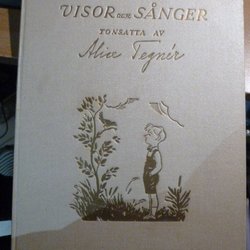 VISOR OCH SÅNGER
TONSATTA AV
Alice Tegnér